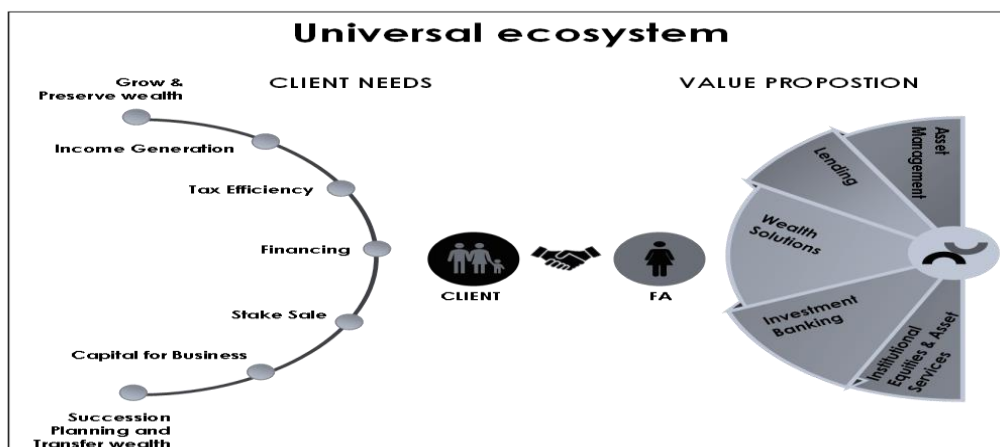 Universal ecosystem
CLIENT NEEDS
Grow &
Preserve wealth
Income Generation
Tax Efficiency
Financing
Stake Sale
Capital for Business
Succession
Planning and
Transfer wealth
CLIENT
FA
VALUE PROPOSTION
Asset
Management
Lending
Wealth
Solutions
Investment
Banking
Institutional
Equities & Asset
Services